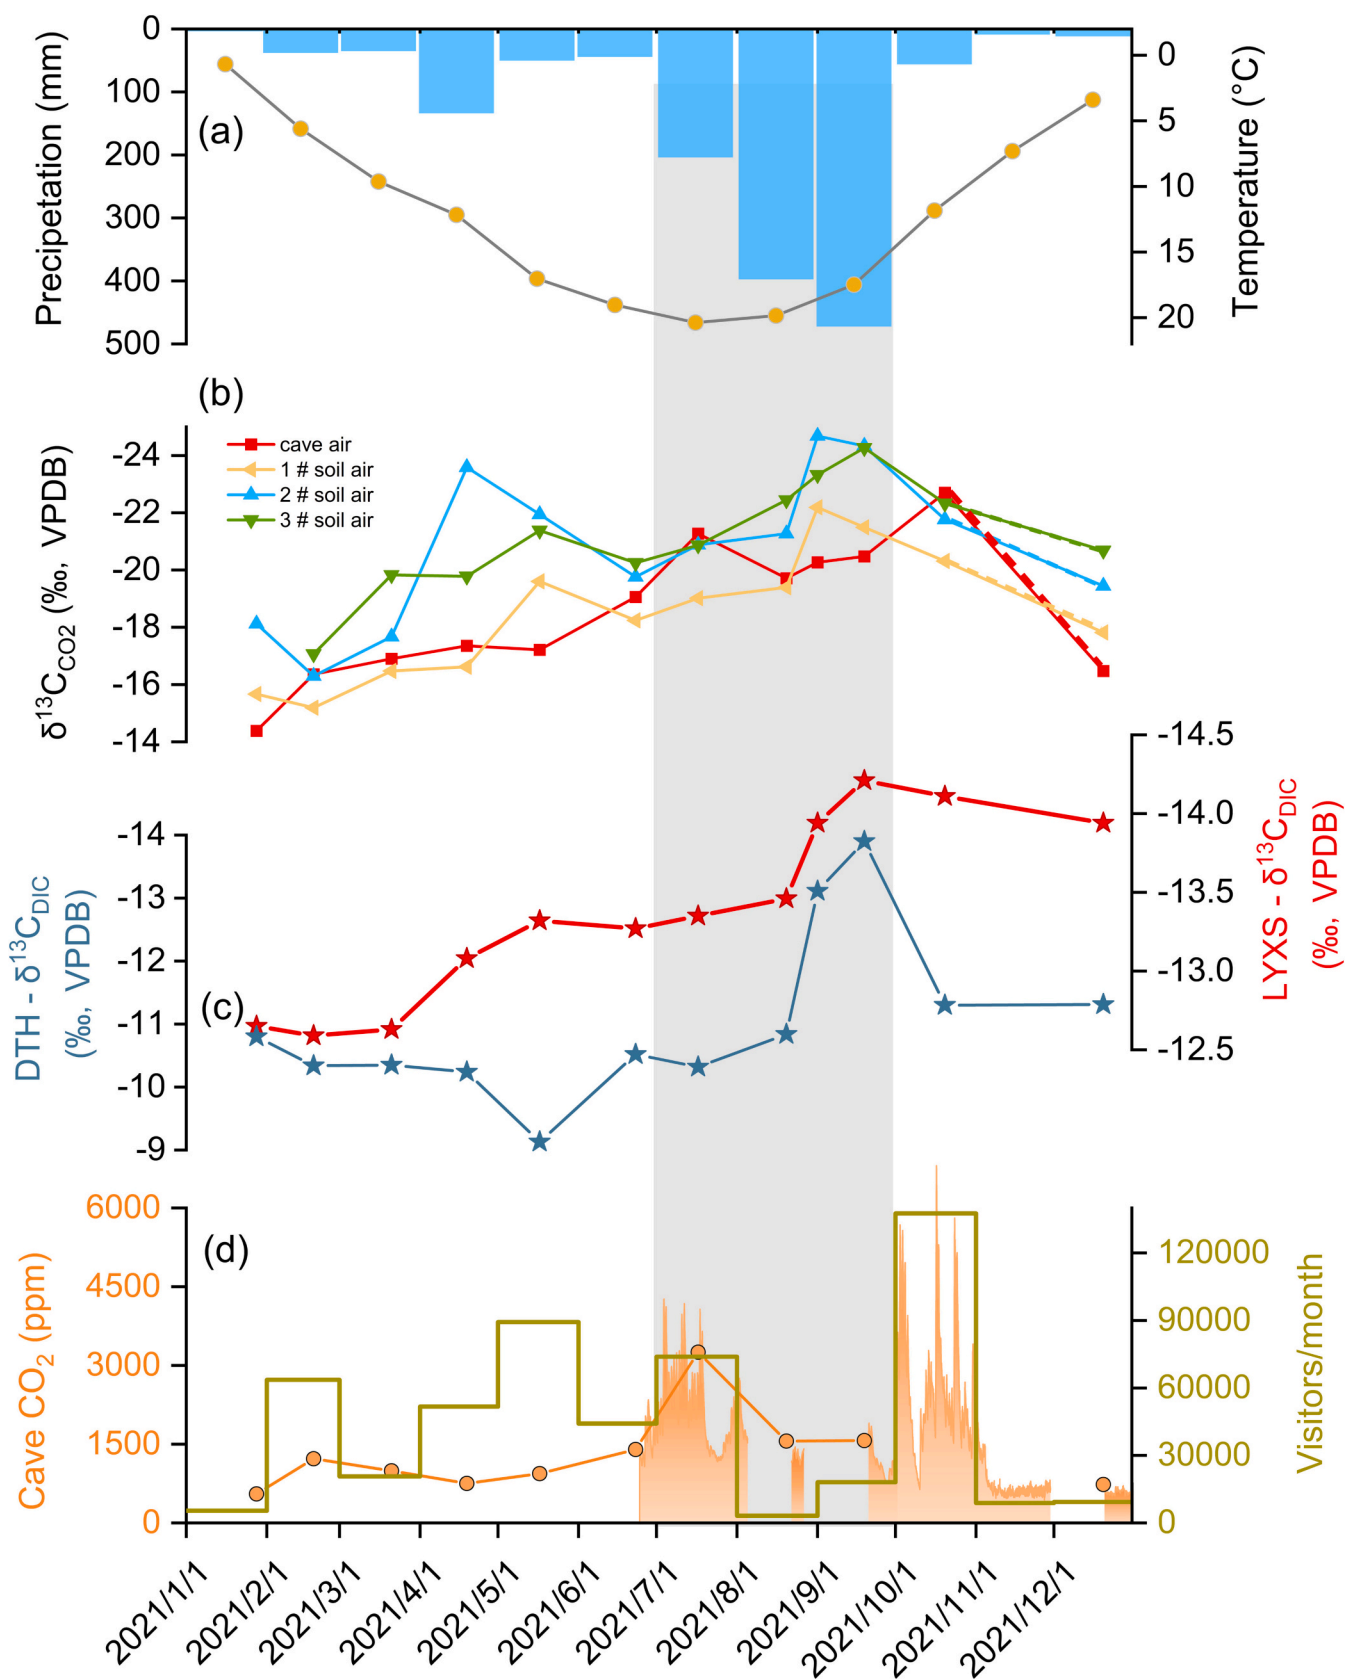 0
100
200
300
400
500
Precipetation (mm)
(a)
0
5
10
15
20
Temperature (°C)
(b)
-24
-22
-20
-18
-16
-14
δ¹³C_CO2 (‰, VPDB)
cave air
1 # soil air
2 # soil air
3 # soil air
-14.5
-14.0
-13.5
-13.0
-12.5
LYXS - δ¹³C_DIC
(‰, VPDB)
-14
-13
-12
-11
-10
-9
DTH - δ¹³C_DIC
(‰, VPDB)
(c)
6000
4500
3000
1500
0
Cave CO₂ (ppm)
(d)
120000
90000
60000
30000
0
Visitors/month
2021/1/1
2021/2/1
2021/3/1
2021/4/1
2021/5/1
2021/6/1
2021/7/1
2021/8/1
2021/9/1
2021/10/1
2021/11/1
2021/12/1